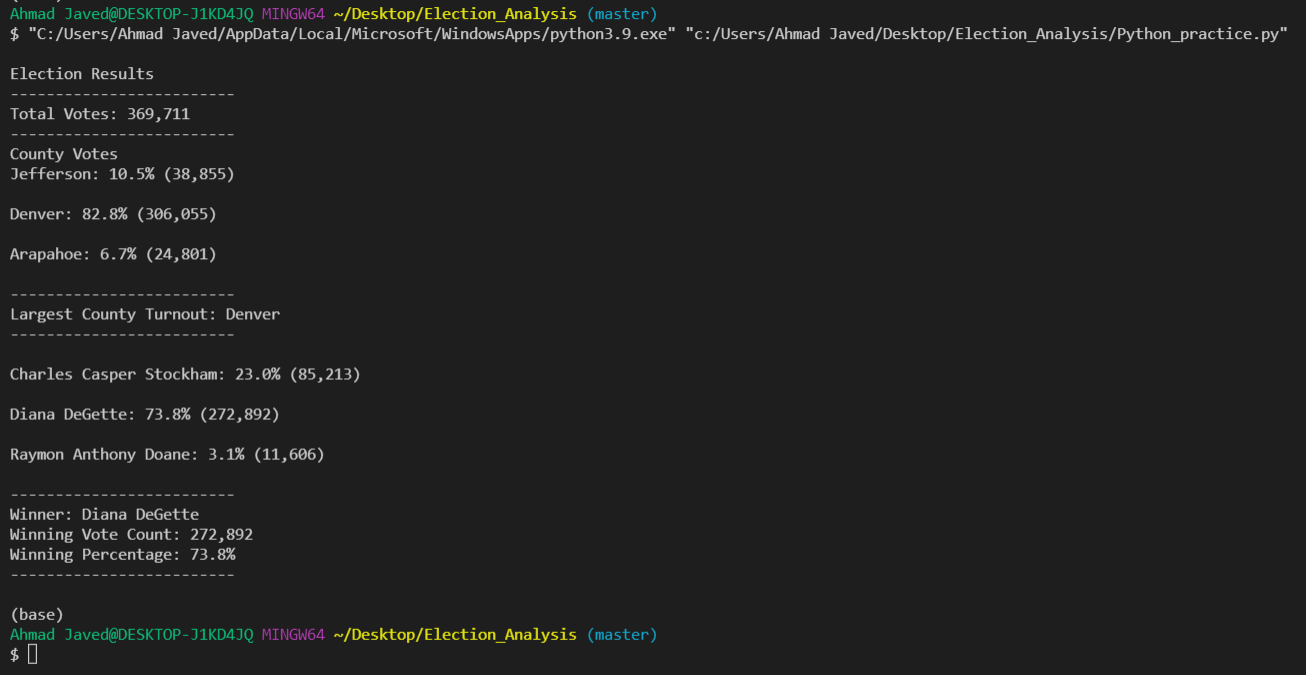 Ahmad Javed@DESKTOP-J1KD4JQ MINGW64 ~/Desktop/Election_Analysis (master)
$ "C:/Users/Ahmad Javed/AppData/Local/Microsoft/WindowsApps/python3.9.exe" "c:/Users/Ahmad Javed/Desktop/Election_Analysis/Python_practice.py"
Election Results
-------------------------
Total Votes: 369,711
-------------------------
County Votes
Jefferson: 10.5% (38,855)
Denver: 82.8% (306,055)
Arapahoe: 6.7% (24,801)
-------------------------
Largest County Turnout: Denver
-------------------------
Charles Casper Stockham: 23.0% (85,213)
Diana DeGette: 73.8% (272,892)
Raymon Anthony Doane: 3.1% (11,606)
-------------------------
Winner: Diana DeGette
Winning Vote Count: 272,892
Winning Percentage: 73.8%
-------------------------
(base)
Ahmad Javed@DESKTOP-J1KD4JQ MINGW64 ~/Desktop/Election_Analysis (master)
$